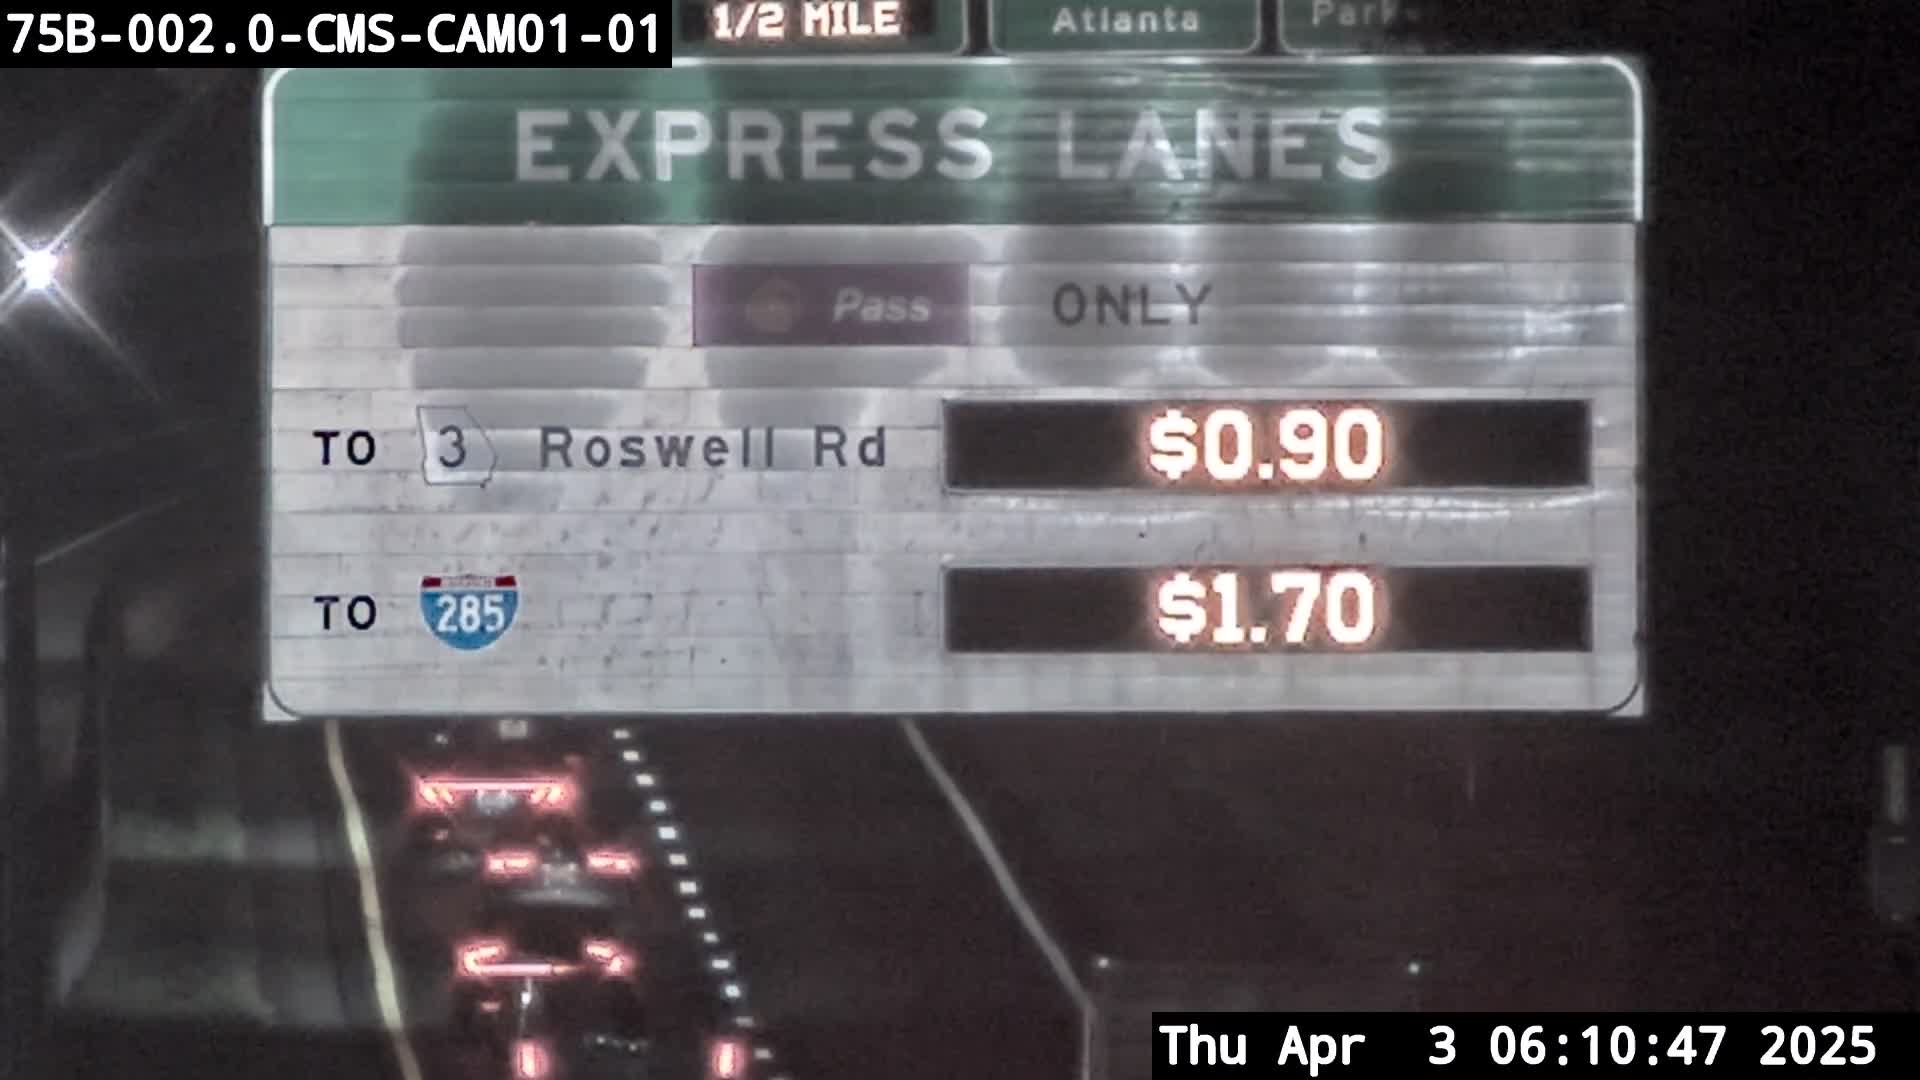 75B-002.0-CMS-CAM01-01
1/2 MILE
Atlanta
EXPRESS LANES
Pass ONLY
TO 3 Roswell Rd $0.90
TO 285 $1.70
Thu Apr 3 06:10:47 2025